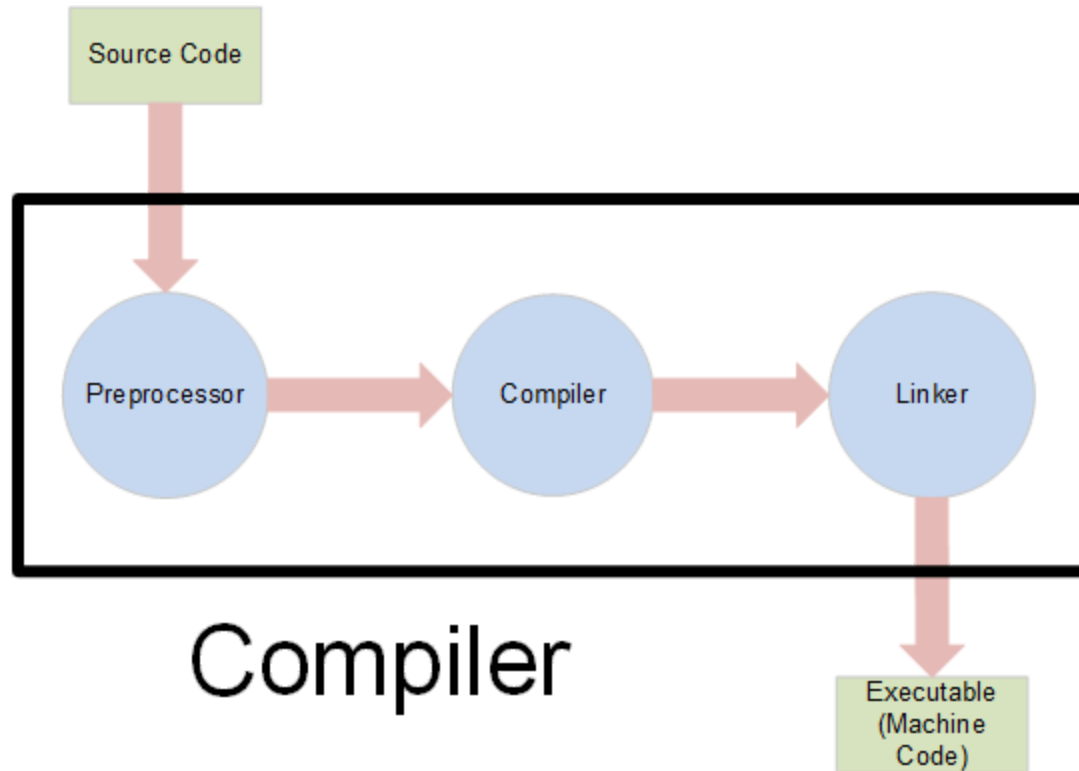 Source Code
Preprocessor
Compiler
Linker
Compiler
Executable
(Machine
Code)